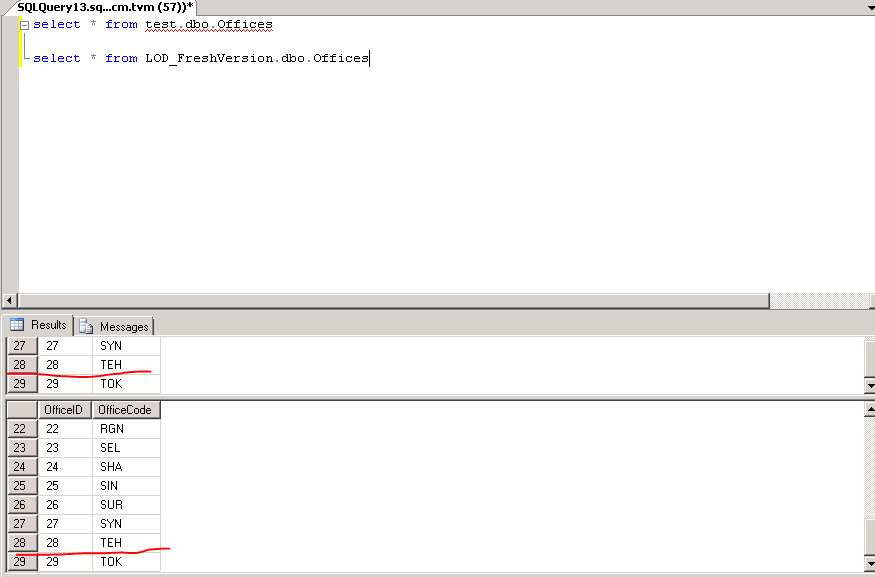 SQLQuery13.sq...cm.tvm (57))*
select * from test.dbo.Offices
select * from LOD_FreshVersion.dbo.Offices
Results Messages
27 27 SYN
28 28 TEH
29 29 TOK
OfficeID OfficeCode
22 22 RGN
23 23 SEL
24 24 SHA
25 25 SIN
26 26 SUR
27 27 SYN
28 28 TEH
29 29 TOK